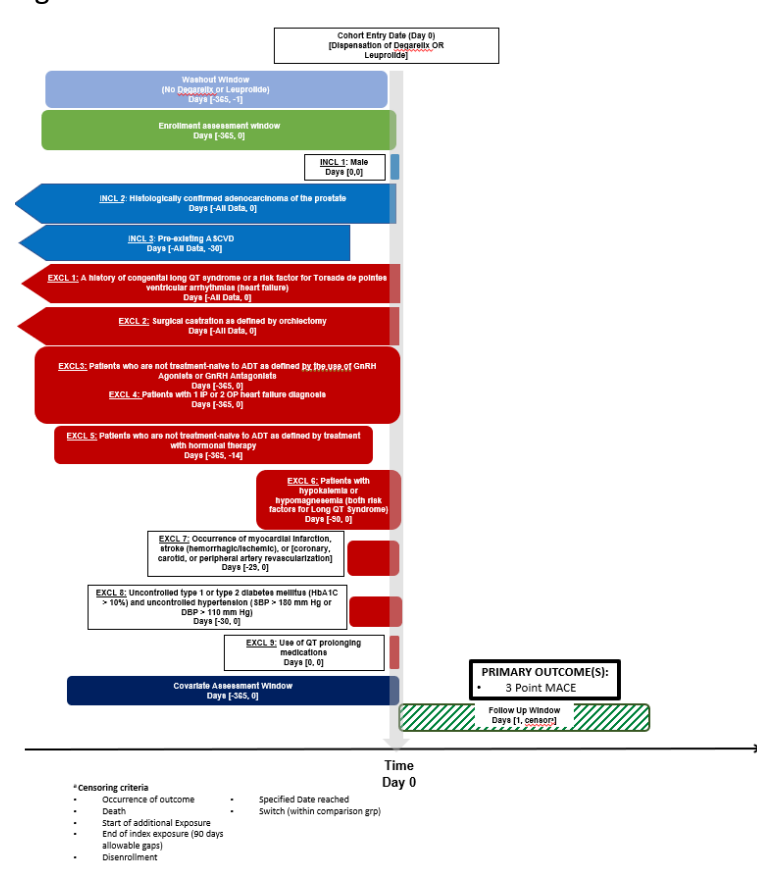 Cohort Entry Date (Day 0)
[Dispensation of Degarelix OR
Leuprolide]
Washout Window
(No Degarelix or Leuprolide)
Days [-365, -1]
Enrollment assessment window
Days [-365, 0]
INCL 1: Male
Days [0,0]
INCL 2: Histologically confirmed adenocarcinoma of the prostate
Days [-All Data, 0]
INCL 3: Pre-existing ASCVD
Days [-All Data, -30]
EXCL 1: A history of congenital long QT syndrome or a risk factor for Torsade de pointes
ventricular arrhythmias (heart failure)
Days [-All Data, 0]
EXCL 2: Surgical castration as defined by orchiectomy
Days [-All Data, 0]
EXCL3: Patients who are not treatment-naïve to ADT as defined by the use of GnRH
Agonists or GnRH Antagonists
Days [-365, 0]
EXCL 4: Patients with 1 IP or 2 OP heart failure diagnosis
Days [-365, 0]
EXCL 5: Patients who are not treatment-naïve to ADT as defined by treatment
with hormonal therapy
Days [-365, -14]
EXCL 6: Patients with
hypokalemia or
hypomagnesemia (both risk
factors for Long QT Syndrome)
Days [-90, 0]
EXCL 7: Occurrence of myocardial infarction,
stroke (hemorrhagic/ischemic), or [coronary,
carotid, or peripheral artery revascularization]
Days [-29, 0]
EXCL 8: Uncontrolled type 1 or type 2 diabetes mellitus (HbA1C
> 10%) and uncontrolled hypertension (SBP > 180 mm Hg or
DBP > 110 mm Hg)
Days [-30, 0]
EXCL 9: Use of QT prolonging
medications
Days [0, 0]
Covariate Assessment Window
Days [-365, 0]
PRIMARY OUTCOME(S):
• 3 Point MACE
Follow Up Window
Days [1, censorᵃ]
Time
Day 0
ᵃ Censoring criteria
• Occurrence of outcome
• Death
• Start of additional Exposure
• End of index exposure (90 days
allowable gaps)
• Disenrollment
• Specified Date reached
• Switch (within comparison grp)